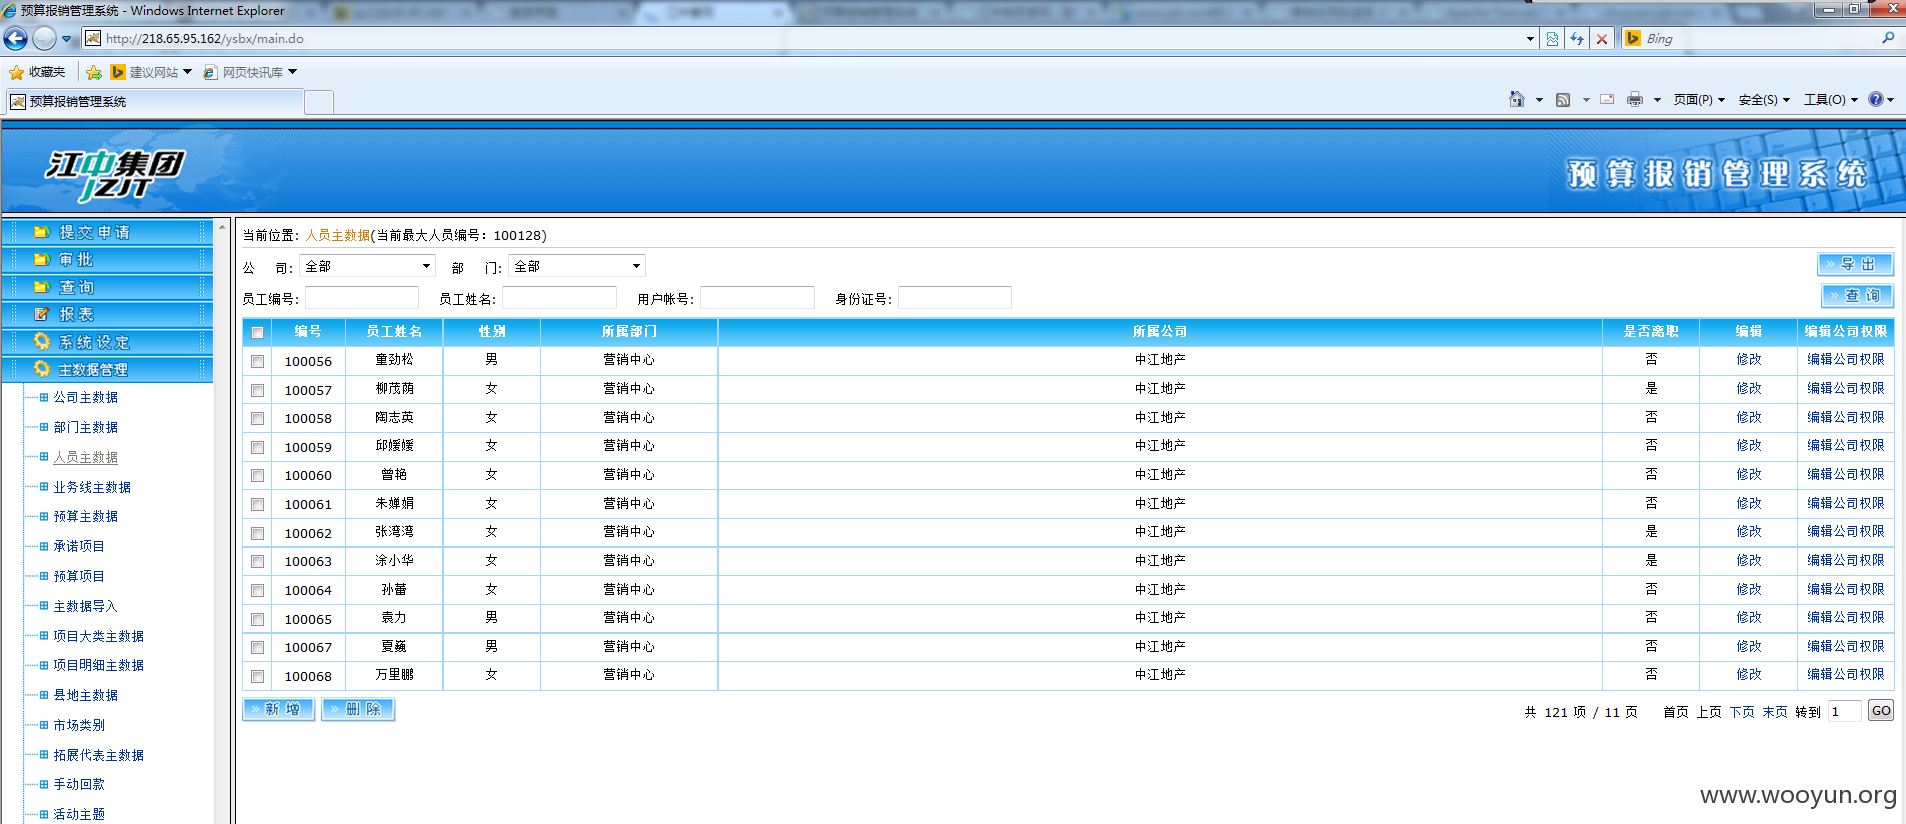 预算报销管理系统 - Windows Internet Explorer
http://218.65.95.162/ysbx/main.do
Bing
收藏夹 建议网站 网页快讯库
预算报销管理系统
页面(P) 安全(S) 工具(O)
江中集团
JZJT
预算报销管理系统
提交申请
审批
查询
报表
系统设定
主数据管理
公司主数据
部门主数据
人员主数据
业务线主数据
预算主数据
承诺项目
预算项目
主数据导入
项目大类主数据
项目明细主数据
县地主数据
市场类别
拓展代表主数据
手动回款
活动主题
当前位置: 人员主数据(当前最大人员编号: 100128)
公 司: 全部 部 门: 全部 » 导 出
员工编号: 员工姓名: 用户帐号: 身份证号: » 查 询
编号 员工姓名 性别 所属部门 所属公司 是否离职 编辑 编辑公司权限
100056 童劲松 男 营销中心 中江地产 否 修改 编辑公司权限
100057 柳茂荫 女 营销中心 中江地产 是 修改 编辑公司权限
100058 陶志英 女 营销中心 中江地产 否 修改 编辑公司权限
100059 邱媛媛 女 营销中心 中江地产 否 修改 编辑公司权限
100060 曾艳 女 营销中心 中江地产 否 修改 编辑公司权限
100061 朱婵娟 女 营销中心 中江地产 否 修改 编辑公司权限
100062 张湾湾 女 营销中心 中江地产 是 修改 编辑公司权限
100063 涂小华 女 营销中心 中江地产 是 修改 编辑公司权限
100064 孙蕾 女 营销中心 中江地产 否 修改 编辑公司权限
100065 袁力 男 营销中心 中江地产 否 修改 编辑公司权限
100067 夏巍 男 营销中心 中江地产 否 修改 编辑公司权限
100068 万里鹏 女 营销中心 中江地产 否 修改 编辑公司权限
» 新 增 » 删 除 共 121 项 / 11 页 首页 上页 下页 末页 转到 1 GO
www.wooyun.org